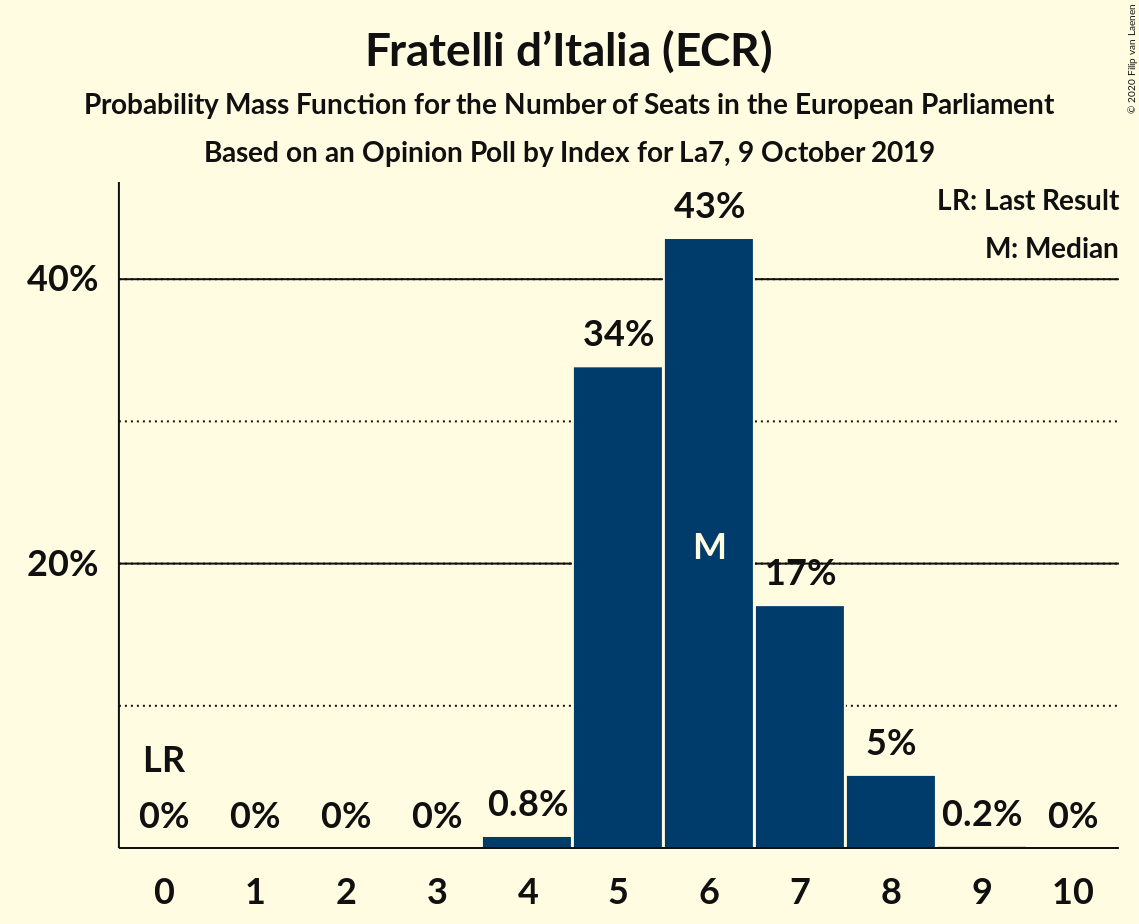 Fratelli d’Italia (ECR)
Probability Mass Function for the Number of Seats in the European Parliament
Based on an Opinion Poll by Index for La7, 9 October 2019
© 2020 Filip van Laenen
LR: Last Result
M: Median
43%
40%
34%
M
20%
17%
LR
5%
0% 0% 0% 0% 0.8% 0.2% 0%
0 1 2 3 4 5 6 7 8 9 10